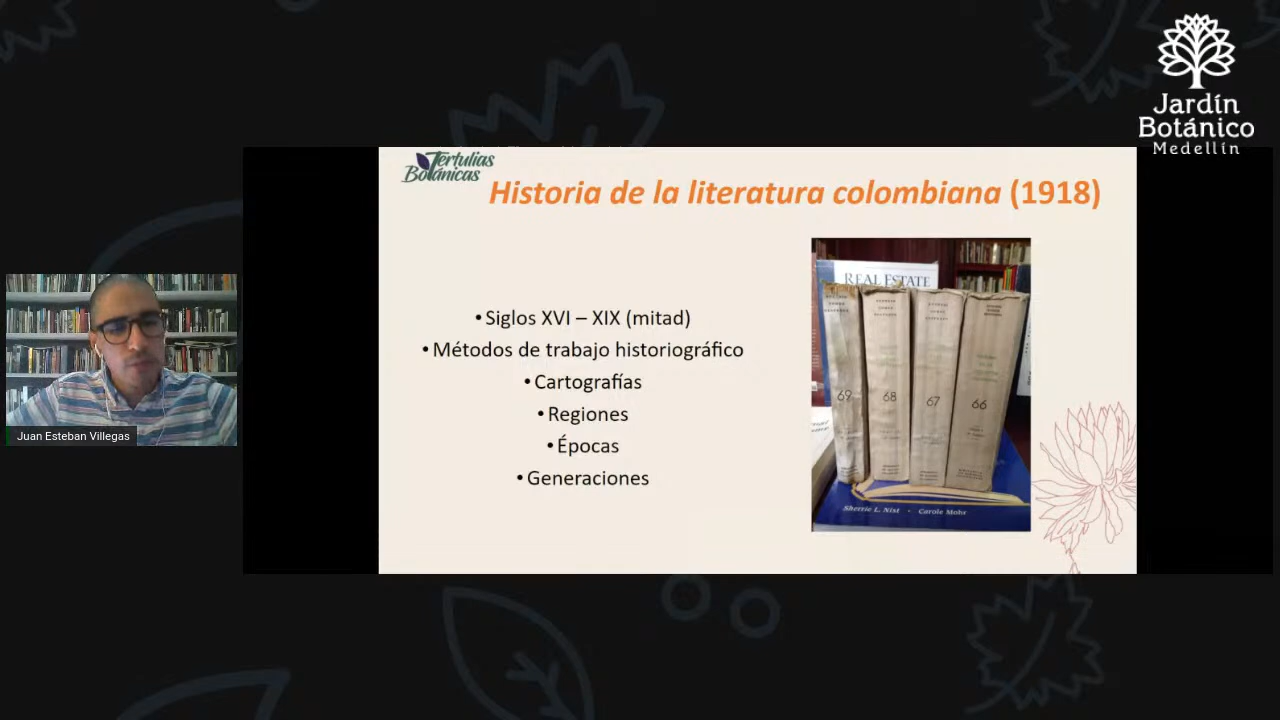 Jardín
Botánico
Medellín
Tertulias
Botánicas
Historia de la literatura colombiana (1918)
• Siglos XVI – XIX (mitad)
• Métodos de trabajo historiográfico
• Cartografías
• Regiones
• Épocas
• Generaciones
REAL ESTATE
69
68
67
66
Sherrie L. Nist • Carole Mohr
Juan Esteban Villegas